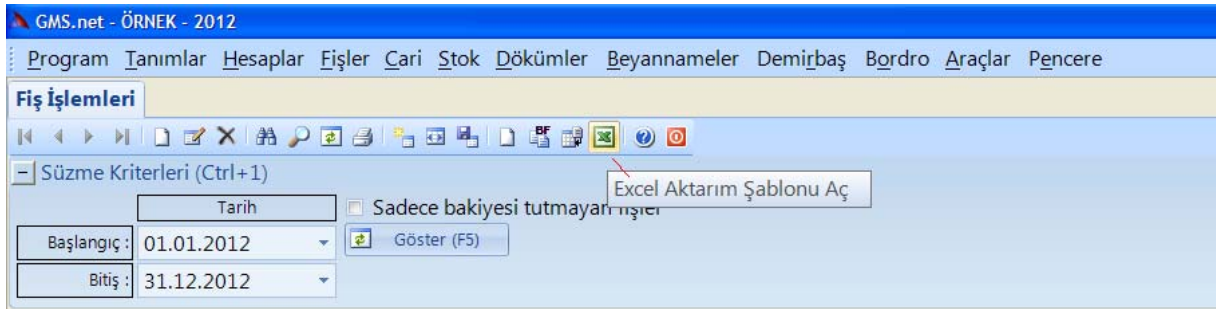 GMS.net - ÖRNEK - 2012
Program Tanımlar Hesaplar Fişler Cari Stok Dökümler Beyannameler Demirbaş Bordro Araçlar Pencere
Fiş İşlemleri
BF
Süzme Kriterleri (Ctrl+1)
Excel Aktarım Şablonu Aç
Tarih Sadece bakiyesi tutmayan fişler
Başlangıç : 01.01.2012 Göster (F5)
Bitiş : 31.12.2012